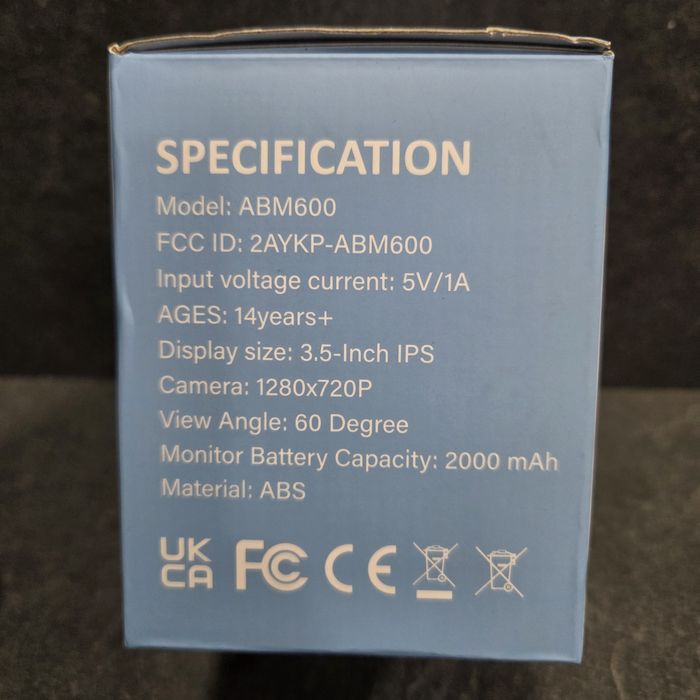 SPECIFICATION
Model: ABM600
FCC ID: 2AYKP-ABM600
Input voltage current: 5V/1A
AGES: 14years+
Display size: 3.5-Inch IPS
Camera: 1280x720P
View Angle: 60 Degree
Monitor Battery Capacity: 2000 mAh
Material: ABS
UK
CA FC CE